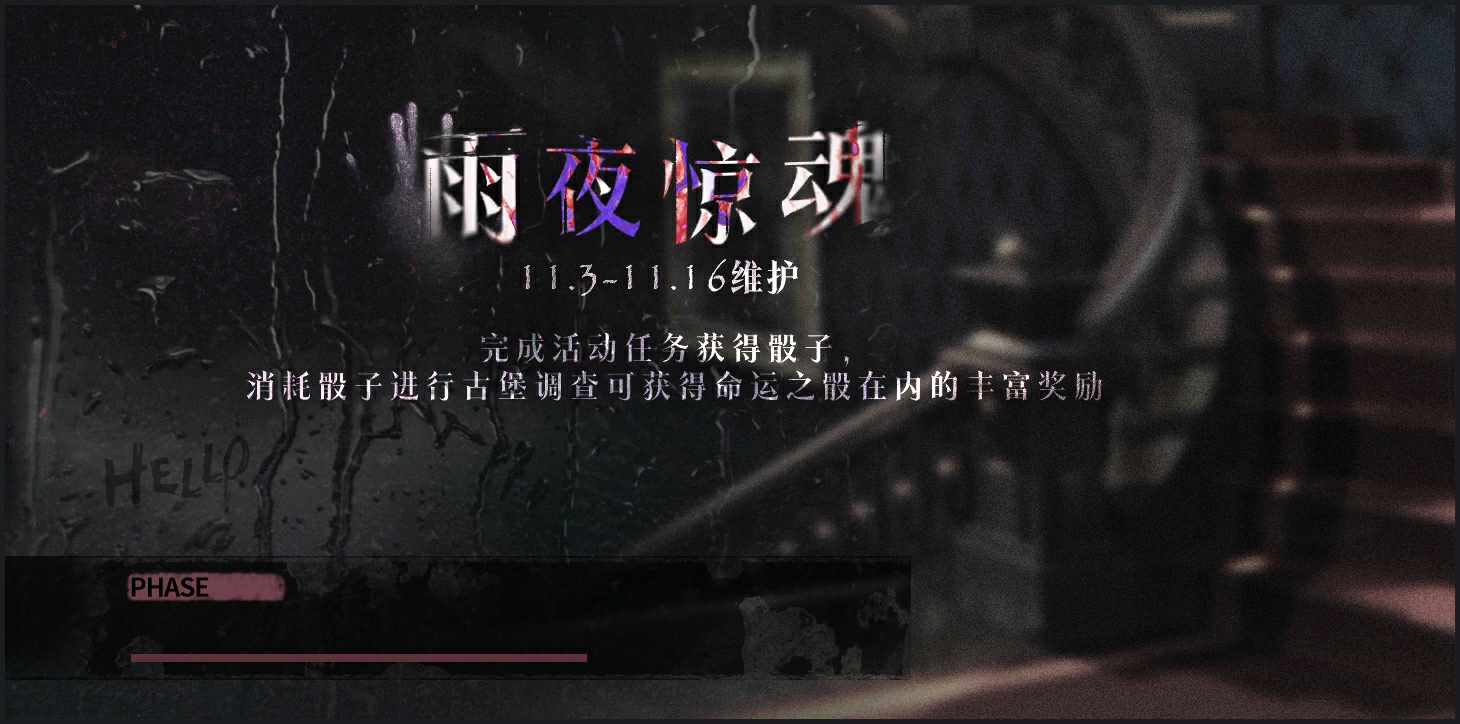 雨夜惊魂
11.3-11.16维护
完成活动任务获得骰子，
消耗骰子进行古堡调查可获得命运之骰在内的丰富奖励
HELLO
PHASE